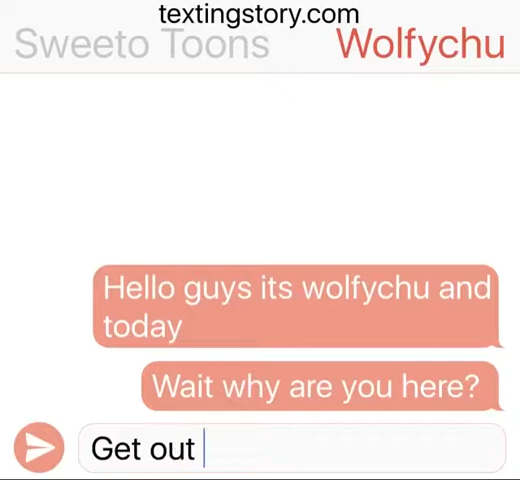 textingstory.com
Sweeto Toons Wolfychu
Hello guys its wolfychu and
today
Wait why are you here?
Get out